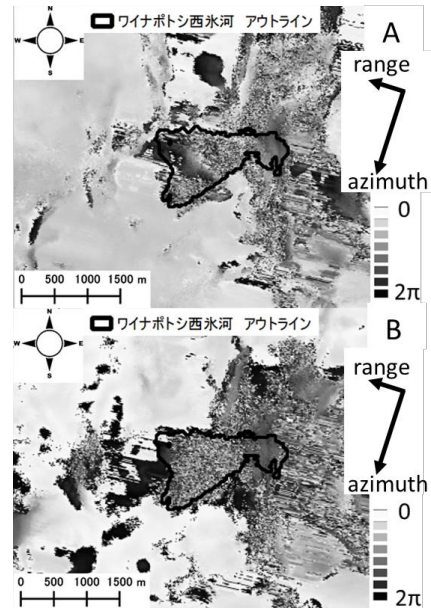 N
W E
S
ワイナポトシ西氷河 アウトライン
A
range
azimuth
0
2π
0 500 1000 1500 m
N
W E
S
ワイナポトシ西氷河 アウトライン
B
range
azimuth
0
2π
0 500 1000 1500 m